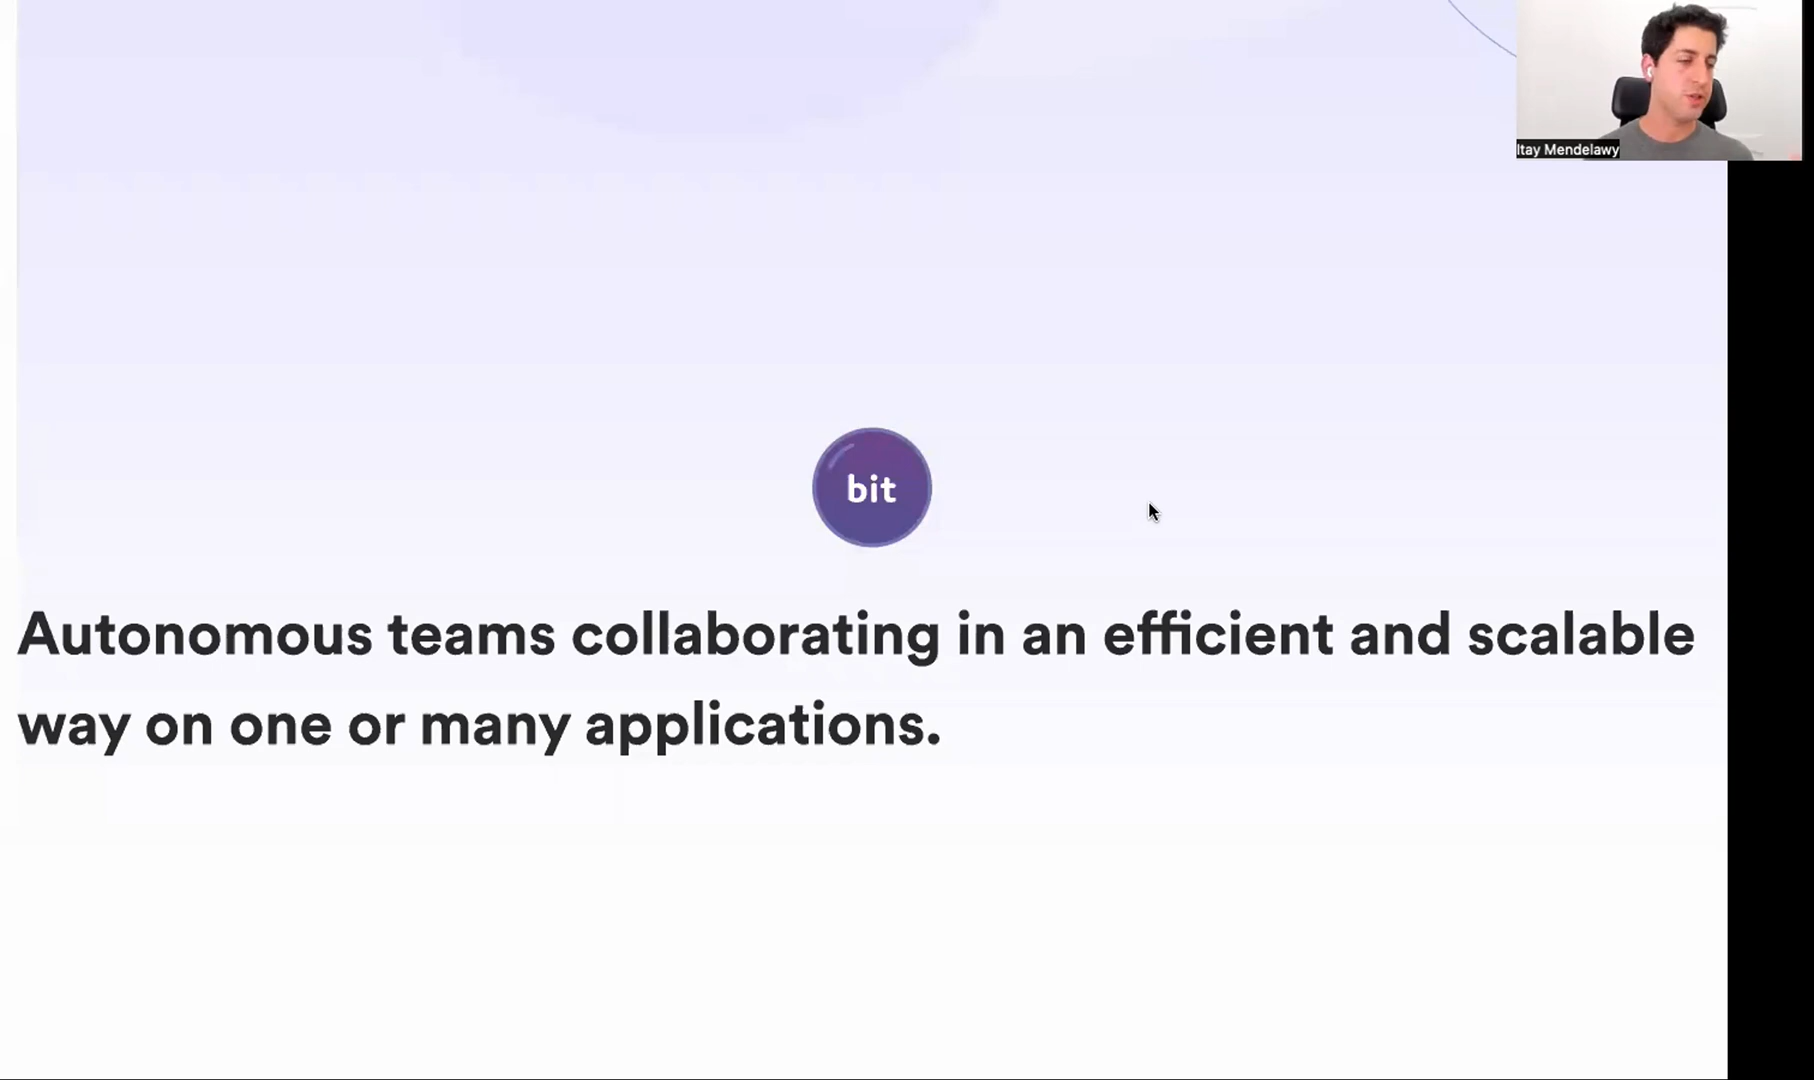 Itay Mendelawy
bit
Autonomous teams collaborating in an efficient and scalable
way on one or many applications.